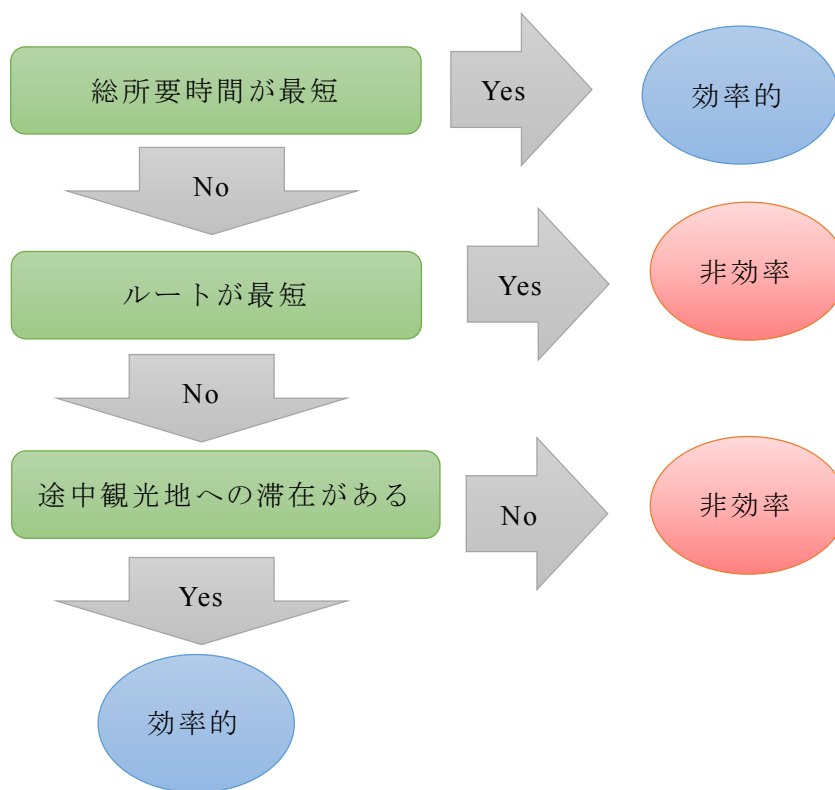 総所要時間が最短
Yes
効率的
No
ルートが最短
Yes
非効率
No
途中観光地への滞在がある
No
非効率
Yes
効率的